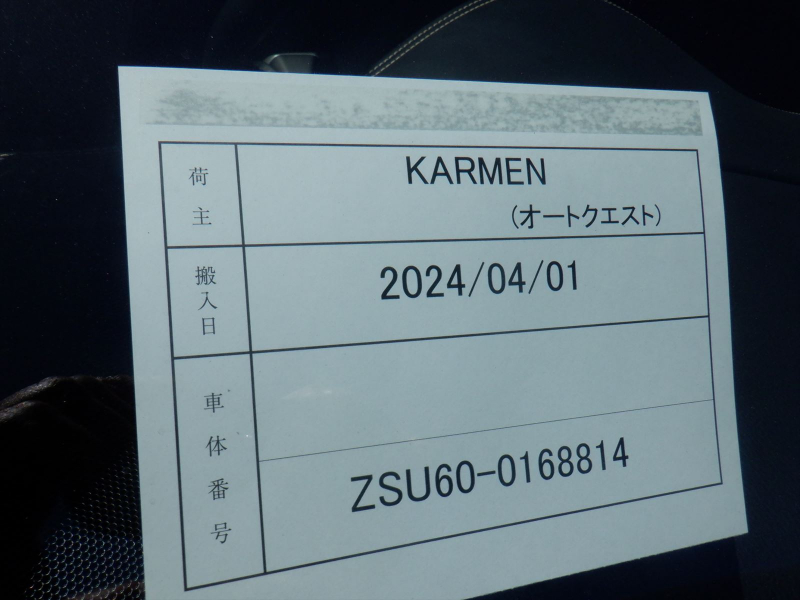 荷主
KARMEN
(オートクエスト)
搬入日
2024/04/01
車体番号
ZSU60-0168814